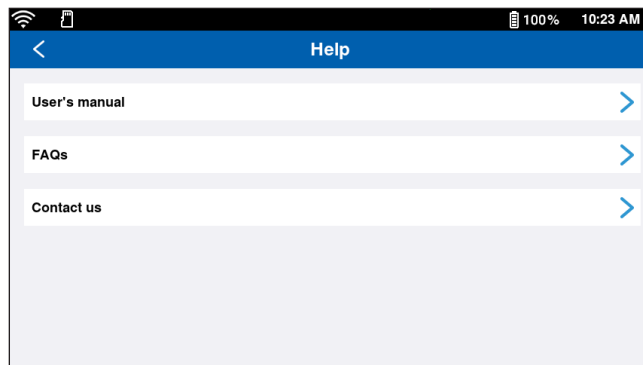 100% 10:23 AM
Help
User's manual
FAQs
Contact us